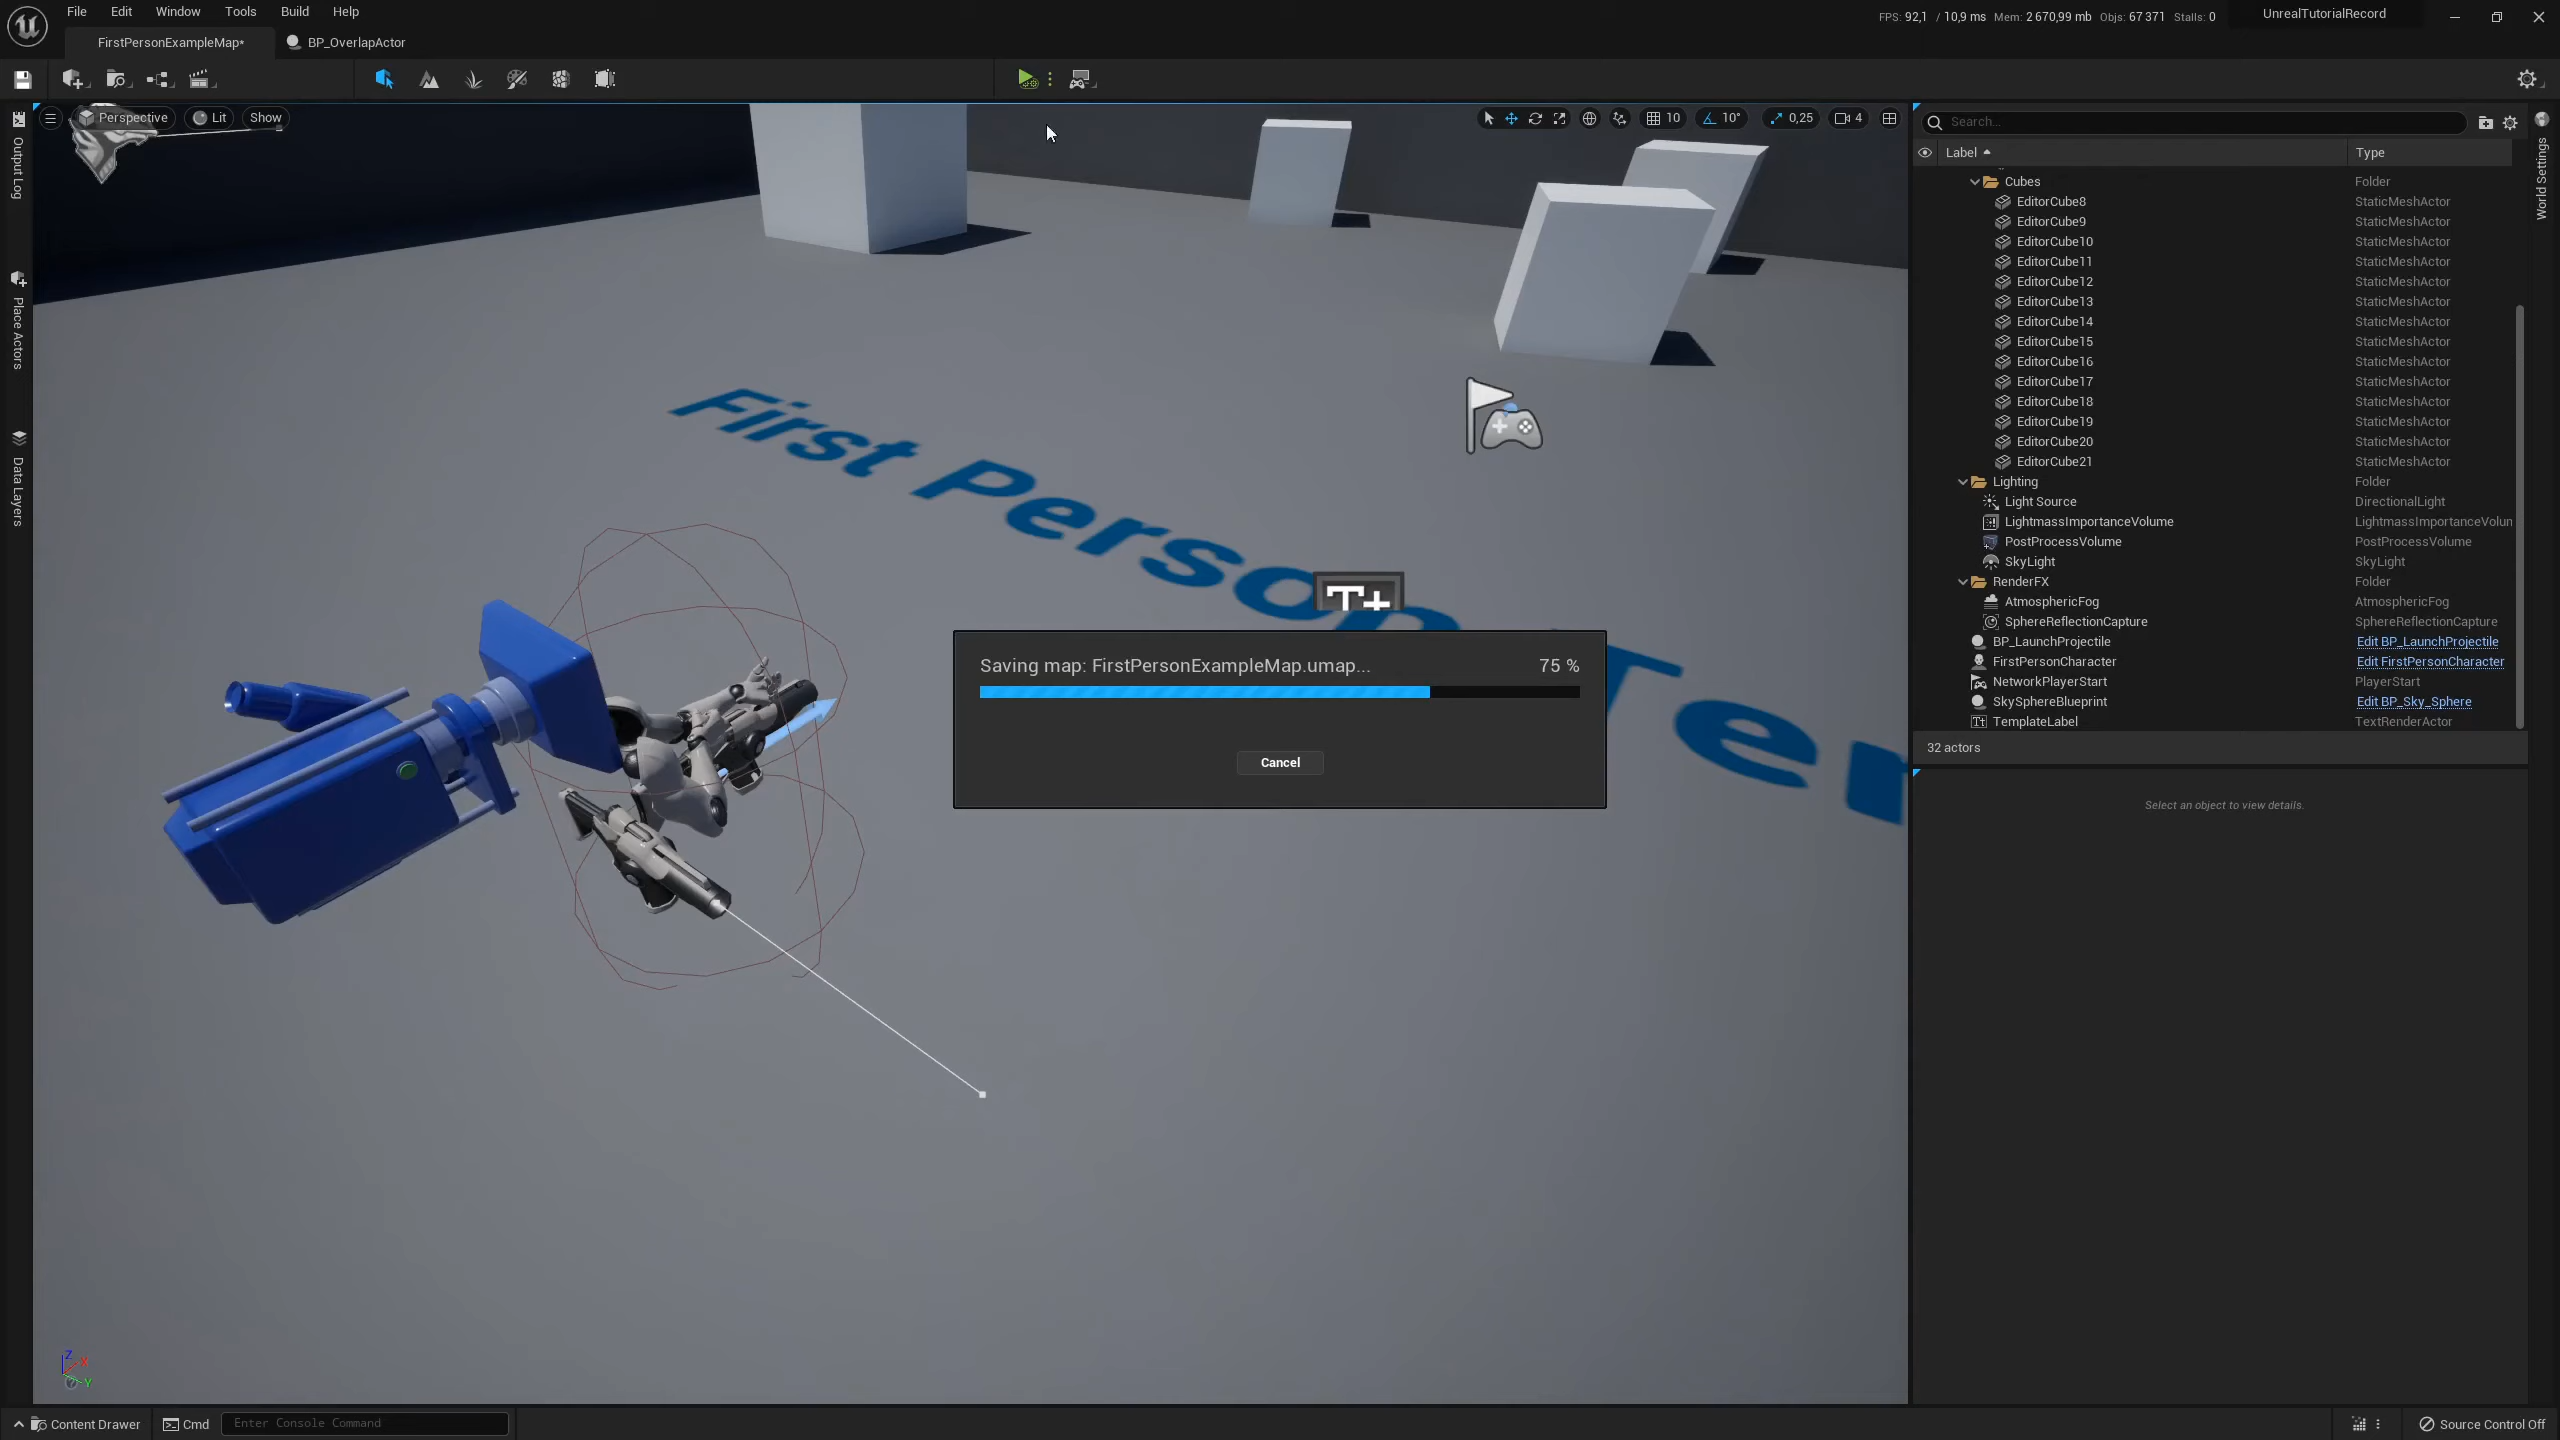 File Edit Window Tools Build Help
FPS: 92,1 / 10,9 ms Mem: 2 670,99 mb Objs: 67 371 Stalls: 0
UnrealTutorialRecord
FirstPersonExampleMap*
BP_OverlapActor
Perspective
Lit
Show
10
10°
0,25
4
Output Log
Place Actors
Data Layers
First Person Te
T+
Saving map: FirstPersonExampleMap.umap...
75 %
Cancel
Z
X
Y
Search...
Label
Type
Cubes Folder
EditorCube8 StaticMeshActor
EditorCube9 StaticMeshActor
EditorCube10 StaticMeshActor
EditorCube11 StaticMeshActor
EditorCube12 StaticMeshActor
EditorCube13 StaticMeshActor
EditorCube14 StaticMeshActor
EditorCube15 StaticMeshActor
EditorCube16 StaticMeshActor
EditorCube17 StaticMeshActor
EditorCube18 StaticMeshActor
EditorCube19 StaticMeshActor
EditorCube20 StaticMeshActor
EditorCube21 StaticMeshActor
Lighting Folder
Light Source DirectionalLight
LightmassImportanceVolume LightmassImportanceVolun
PostProcessVolume PostProcessVolume
SkyLight SkyLight
RenderFX Folder
AtmosphericFog AtmosphericFog
SphereReflectionCapture SphereReflectionCapture
BP_LaunchProjectile Edit BP_LaunchProjectile
FirstPersonCharacter Edit FirstPersonCharacter
NetworkPlayerStart PlayerStart
SkySphereBlueprint Edit BP_Sky_Sphere
TemplateLabel TextRenderActor
32 actors
Select an object to view details.
World Settings
Content Drawer
Cmd
Enter Console Command
Source Control Off